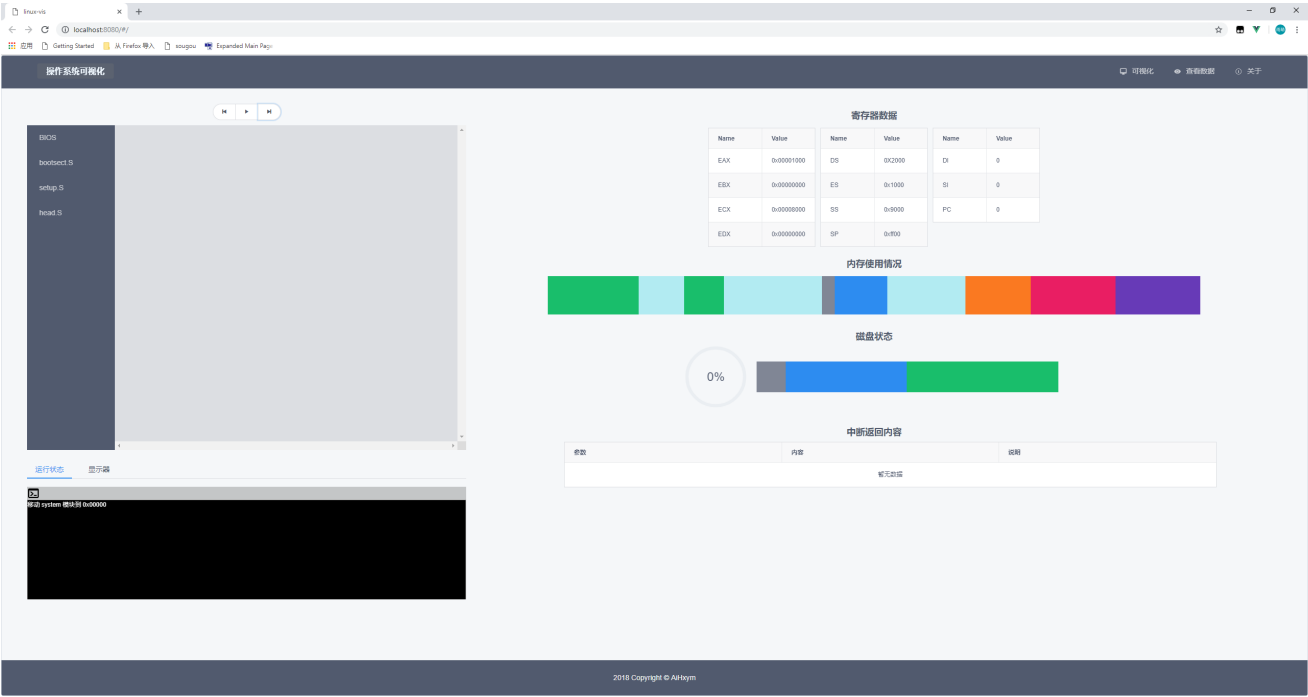 linux-vis
localhost:8080/#/
应用 Getting Started 从 Firefox 导入 sougou Expanded Main Page
操作系统可视化 可视化 查看数据 关于
BIOS
bootsect.S
setup.S
head.S
寄存器数据
Name Value Name Value Name Value
EAX 0x00001000 DS 0X2000 DI 0
EBX 0x00000000 ES 0x1000 SI 0
ECX 0x00008000 SS 0x9000 PC 0
EDX 0x00000000 SP 0xff00
内存使用情况
磁盘状态
0%
中断返回内容
参数 内容 说明
暂无数据
运行状态 显示器
移动 system 模块到 0x00000
2018 Copyright © AiHxym